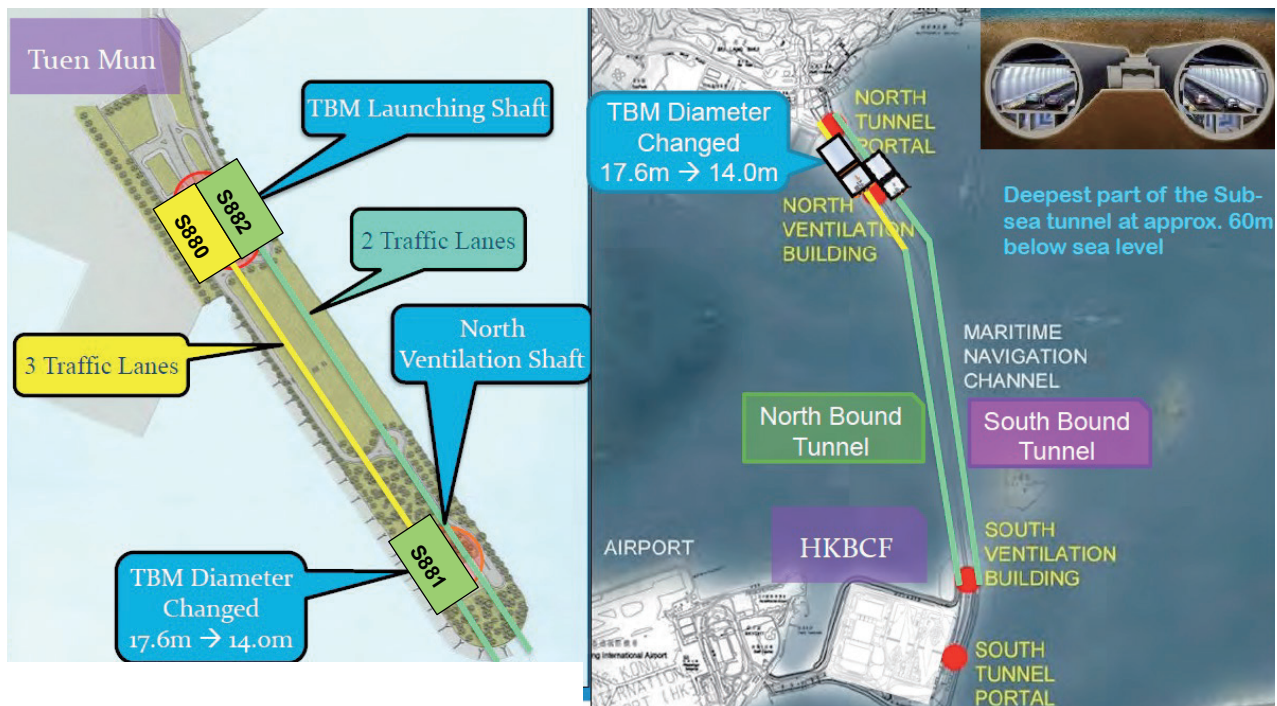 Tuen Mun
TBM Launching Shaft
S882
S880
2 Traffic Lanes
North
Ventilation Shaft
3 Traffic Lanes
S881
TBM Diameter
Changed
17.6m → 14.0m
TBM Diameter
Changed
17.6m → 14.0m
NORTH
TUNNEL
PORTAL
NORTH
VENTILATION
BUILDING
Deepest part of the Sub-
sea tunnel at approx. 60m
below sea level
MARITIME
NAVIGATION
CHANNEL
North Bound
Tunnel
South Bound
Tunnel
AIRPORT
HKBCF
SOUTH
VENTILATION
BUILDING
SOUTH
TUNNEL
PORTAL
International Airport